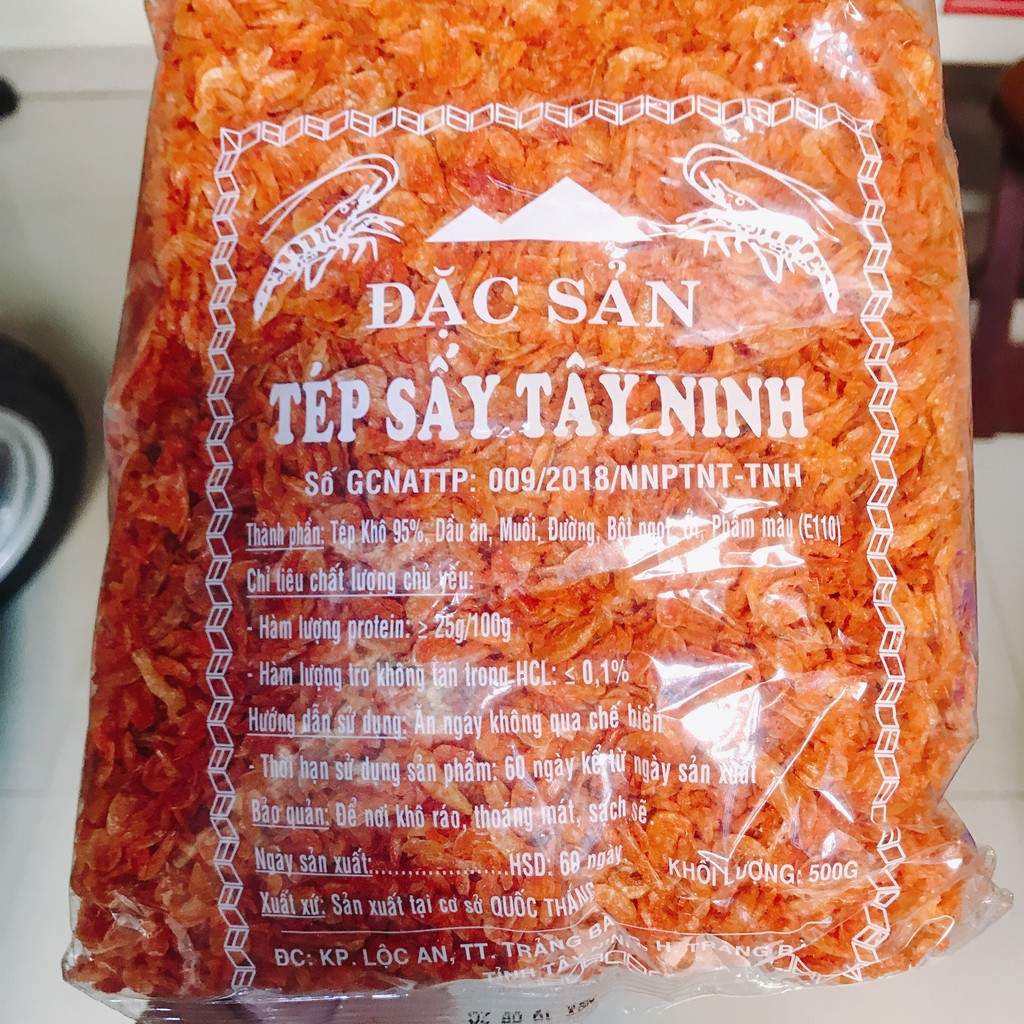 ĐẶC SẢN
TÉP SẤY TÂY NINH
Số GCNATTP: 009/2018/NNPTNT-TNH
Thành phần: Tép Khô 95%, Dầu ăn, Muối, Đường, Bột ngọt, Ớt, Phẩm màu (E110)
Chỉ tiêu chất lượng chủ yếu:
- Hàm lượng protein: ≥ 25g/100g
- Hàm lượng tro không tan trong HCL: ≤ 0,1%
Hướng dẫn sử dụng: Ăn ngay không qua chế biến
- Thời hạn sử dụng sản phẩm: 60 ngày kể từ ngày sản xuất
Bảo quản: Để nơi khô ráo, thoáng mát, sạch sẽ
Ngày sản xuất:......................HSD: 60 ngày
KHỐI LƯỢNG: 500G
Xuất xứ: Sản xuất tại cơ sở QUỐC THẮNG
ĐC: KP. LỘC AN, TT. TRẢNG BÀNG, H. TRẢNG BÀ
TỈNH TÂY